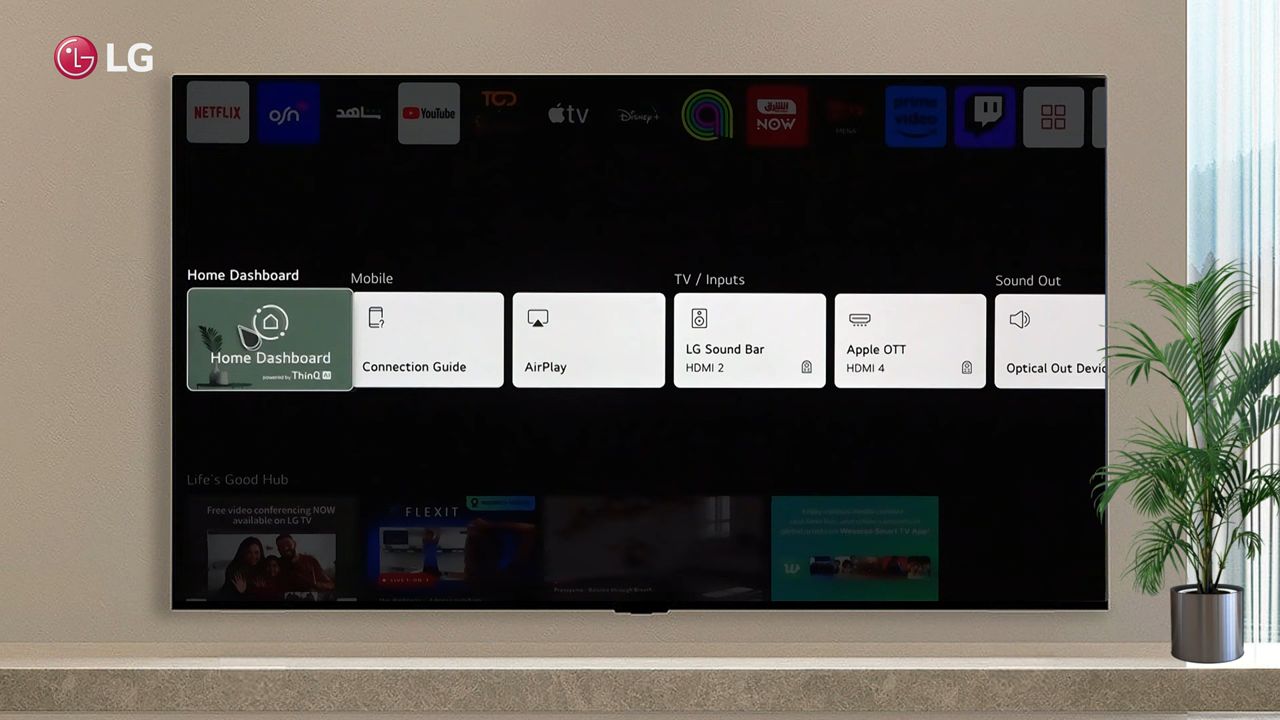 LG
NETFLIX
OSN
شاهد
YouTube
TOD
tv
Disney+
الشرق
NOW
MENA
prime video
Home Dashboard
Mobile
TV / Inputs
Sound Out
Home Dashboard
powered by ThinQ AI
Connection Guide
AirPlay
LG Sound Bar
HDMI 2
Apple OTT
HDMI 4
Optical Out Devic
Life's Good Hub
Free video conferencing NOW
available on LG TV
FLEXIT